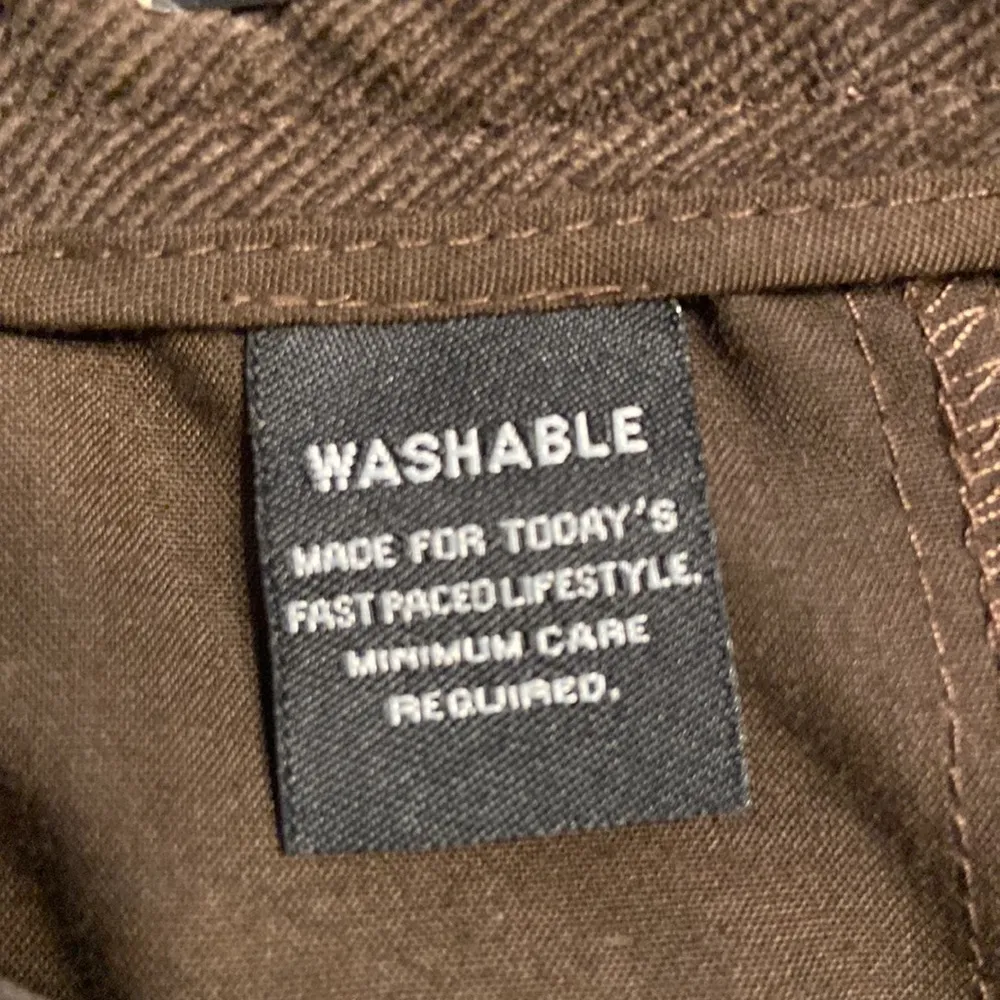 WASHABLE
MADE FOR TODAY'S
FAST PACED LIFESTYLE.
MINIMUM CARE
REQUIRED.